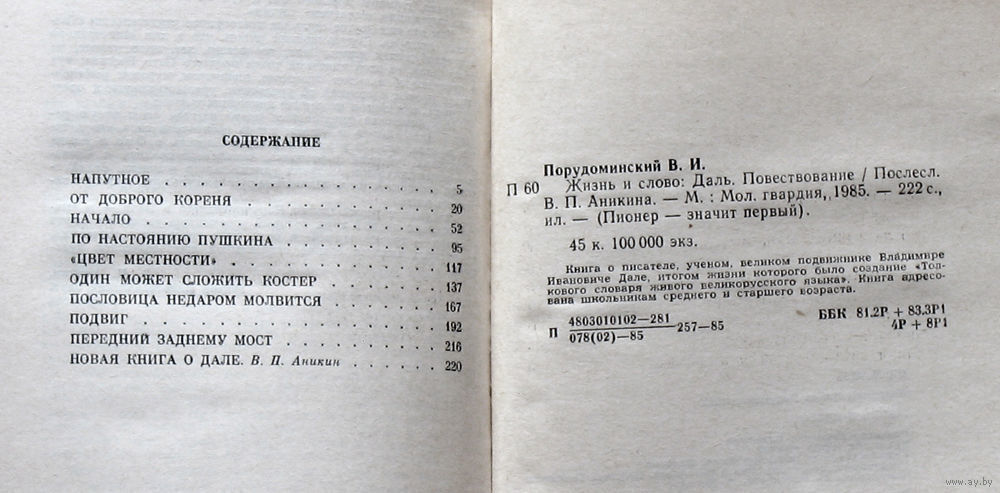 СОДЕРЖАНИЕ
НАПУТНОЕ . . . . . . . . . . . . . . . 5
ОТ ДОБРОГО КОРЕНЯ . . . . . . . . . . . 20
НАЧАЛО . . . . . . . . . . . . . . . . 52
ПО НАСТОЯНИЮ ПУШКИНА . . . . . . . . . 95
«ЦВЕТ МЕСТНОСТИ» . . . . . . . . . . . 117
ОДИН МОЖЕТ СЛОЖИТЬ КОСТЕР . . . . . . . 137
ПОСЛОВИЦА НЕДАРОМ МОЛВИТСЯ . . . . . . 167
ПОДВИГ . . . . . . . . . . . . . . . . 192
ПЕРЕДНИЙ ЗАДНЕМУ МОСТ . . . . . . . . . 216
НОВАЯ КНИГА О ДАЛЕ. В. П. Аникин . . . . . . 220
Порудоминский В. И.
П 60 Жизнь и слово: Даль. Повествование / Послесл.
В. П. Аникина. — М. : Мол. гвардия,, 1985. — 222 с.,
ил. — (Пионер — значит первый).
45 к. 100 000 экз.
Книга о писателе, ученом, великом подвижнике Владимире
Ивановиче Дале, итогом жизни которого было создание «Тол-
кового словаря живого великорусского языка». Книга адресо-
вана школьникам среднего и старшего возраста.
П 4803010102—281
078(02)—85 257—85
ББК 81.2Р + 83.3Р1
4Р + 8Р1
www.ay.by